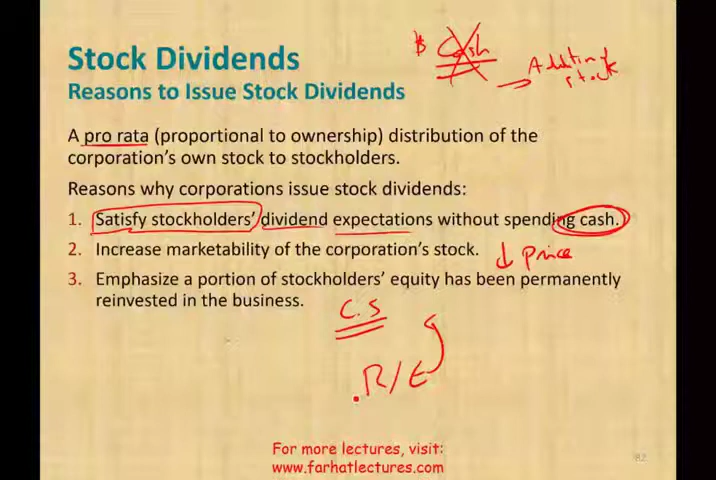 Stock Dividends
Reasons to Issue Stock Dividends
$ Cash
Additional
stock
A pro rata (proportional to ownership) distribution of the
corporation's own stock to stockholders.
Reasons why corporations issue stock dividends:
1. Satisfy stockholders' dividend expectations without spending cash.
2. Increase marketability of the corporation's stock.
↓ Price
3. Emphasize a portion of stockholders' equity has been permanently
reinvested in the business.
C.S
R/E
For more lectures, visit:
www.farhatlectures.com
82